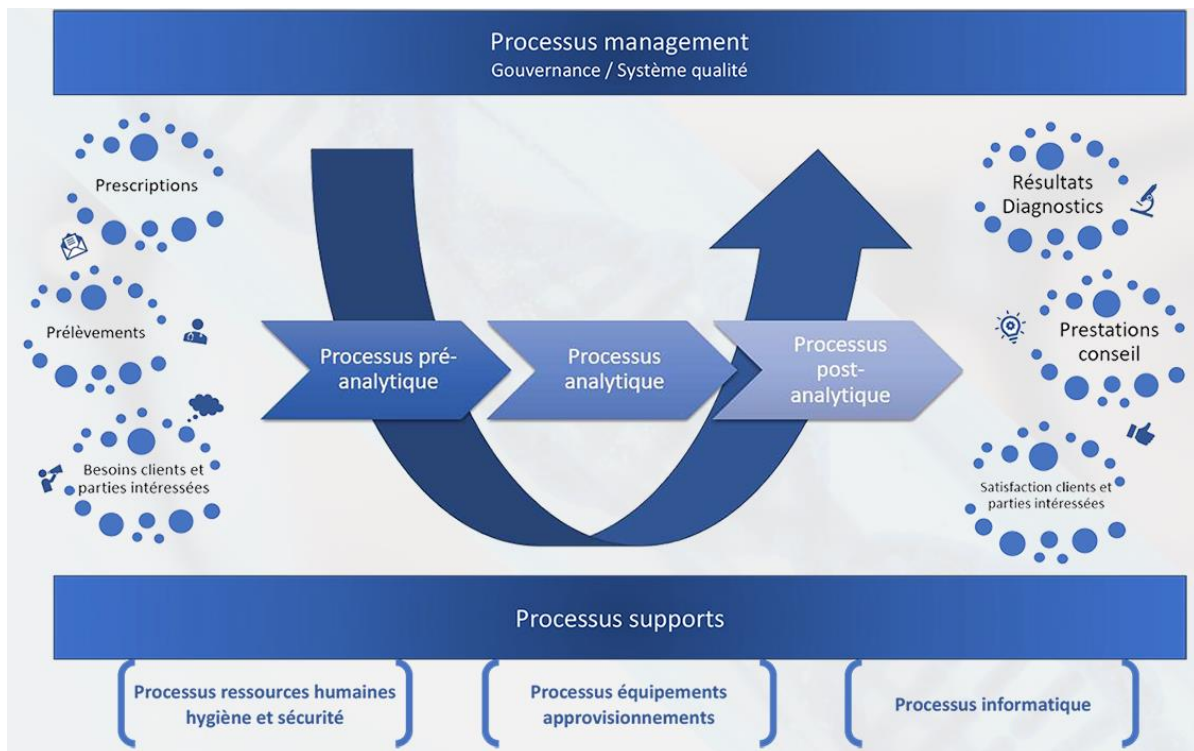 Processus management
Gouvernance / Système qualité
Prescriptions
Prélèvements
Besoins clients et
parties intéressées
Processus pré-
analytique
Processus
analytique
Processus
post-
analytique
Résultats
Diagnostics
Prestations
conseil
Satisfaction clients et
parties intéressées
Processus supports
Processus ressources humaines
hygiène et sécurité
Processus équipements
approvisionnements
Processus informatique